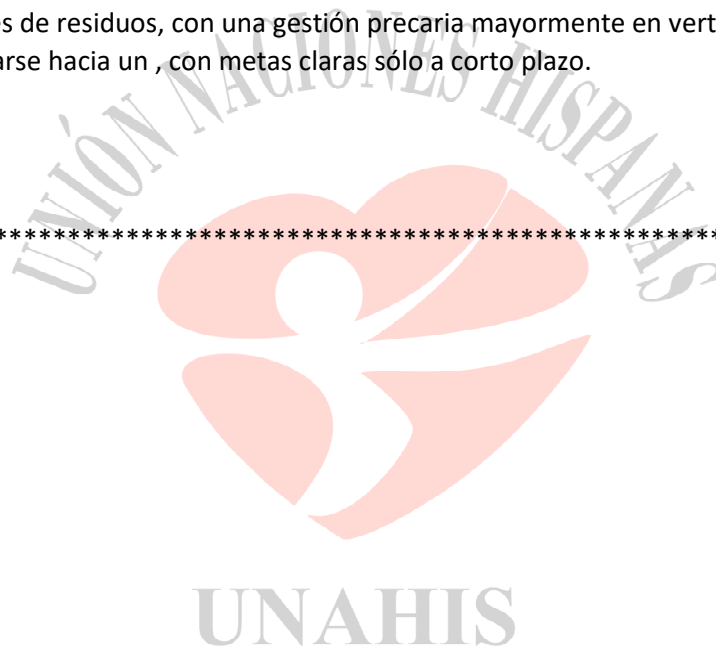 es de residuos, con una gestión precaria mayormente en vert
arse hacia un , con metas claras sólo a corto plazo.
UNIÓN NACIONES HISPANAS
****************************************************
UNAHIS